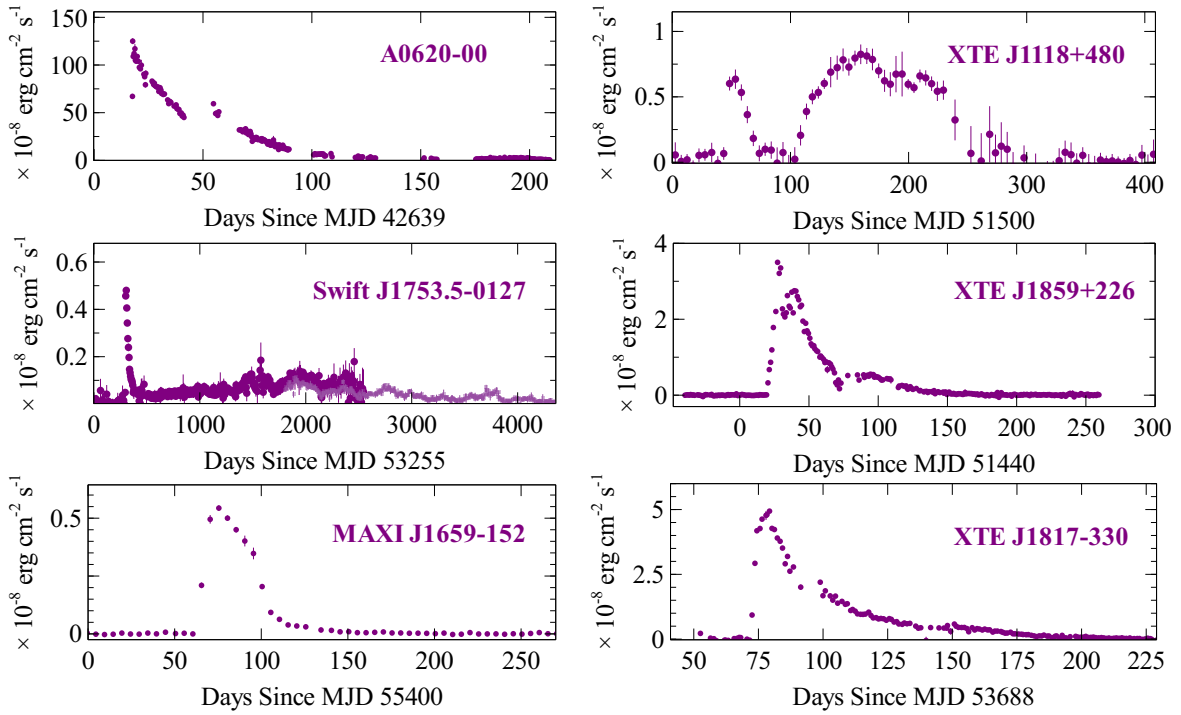 150
100
50
0
× 10⁻⁸ erg cm⁻² s⁻¹
A0620-00
0 50 100 150 200
Days Since MJD 42639
1
0.5
0
× 10⁻⁸ erg cm⁻² s⁻¹
XTE J1118+480
0 100 200 300 400
Days Since MJD 51500
0.6
0.4
0.2
× 10⁻⁸ erg cm⁻² s⁻¹
Swift J1753.5-0127
0 1000 2000 3000 4000
Days Since MJD 53255
4
2
0
× 10⁻⁸ erg cm⁻² s⁻¹
XTE J1859+226
0 50 100 150 200 250 300
Days Since MJD 51440
0.5
0
× 10⁻⁸ erg cm⁻² s⁻¹
MAXI J1659-152
0 50 100 150 200 250
Days Since MJD 55400
5
0
× 10⁻⁸ erg cm⁻² s⁻¹
XTE J1817-330
50 75 100 125 150 175 200 225
Days Since MJD 53688